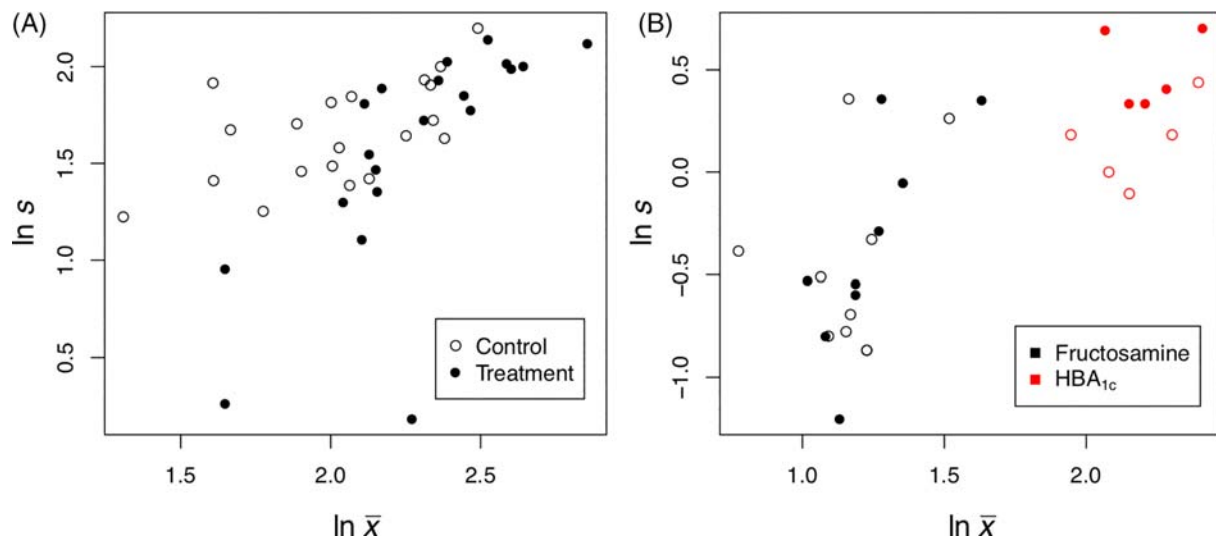 (A)
ln s
2.0
1.5
1.0
0.5
1.5 2.0 2.5
ln x̄
Control
Treatment
(B)
ln s
0.5
0.0
−0.5
−1.0
1.0 1.5 2.0
ln x̄
Fructosamine
HBA₁c